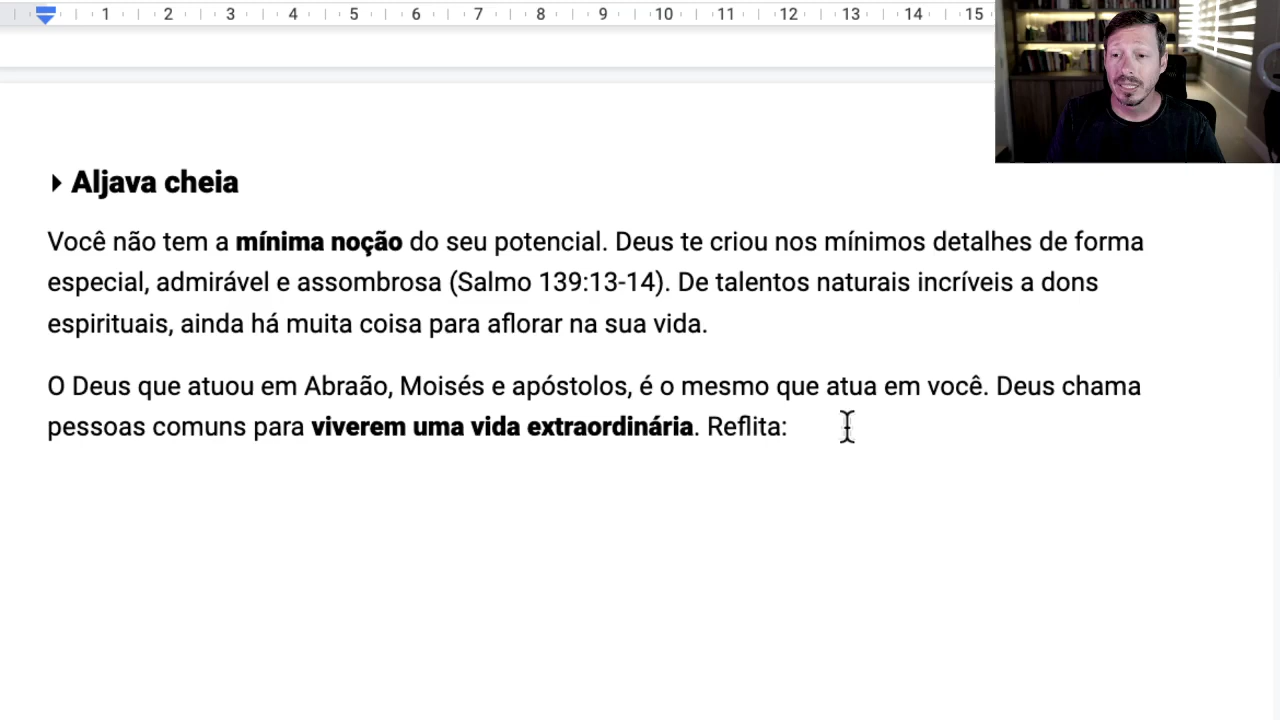 1 2 3 4 5 6 7 8 9 10 11 12 13 14 15
Aljava cheia
Você não tem a mínima noção do seu potencial. Deus te criou nos mínimos detalhes de forma
especial, admirável e assombrosa (Salmo 139:13-14). De talentos naturais incríveis a dons
espirituais, ainda há muita coisa para aflorar na sua vida.
O Deus que atuou em Abraão, Moisés e apóstolos, é o mesmo que atua em você. Deus chama
pessoas comuns para viverem uma vida extraordinária. Reflita: